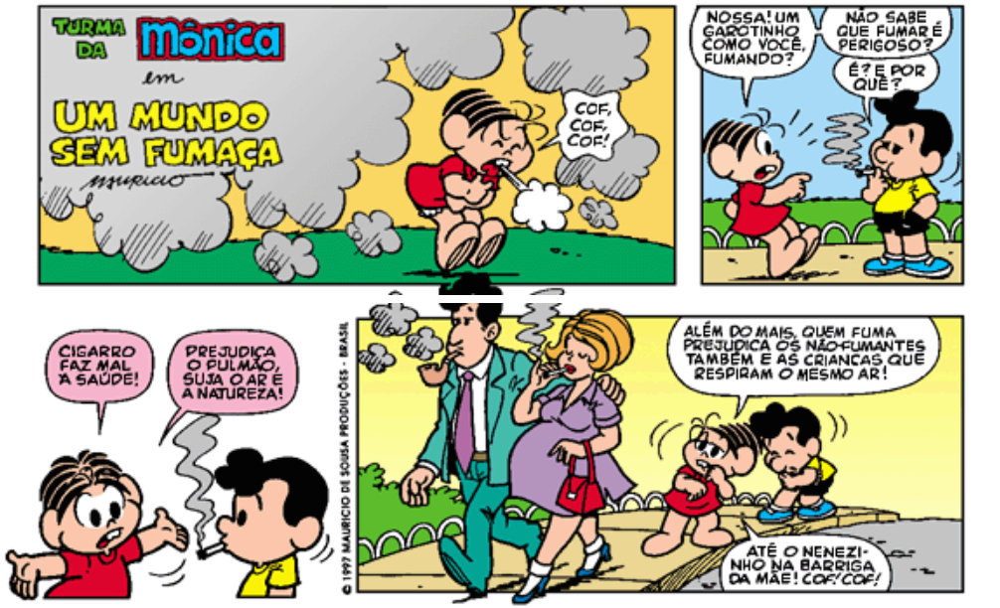 TURMA
DA
Mônica
em
UM MUNDO
SEM FUMAÇA
MAURICIO
COF,
COF,
COF!
NOSSA! UM
GAROTINHO
COMO VOCÊ,
FUMANDO?
NÃO SABE
QUE FUMAR É
PERIGOSO?
É? E POR
QUÊ?
CIGARRO
FAZ MAL
À SAÚDE!
PREJUDICA
O PULMÃO,
SUJA O AR E
A NATUREZA!
© 1997 MAURICIO DE SOUSA PRODUÇÕES - BRASIL
ALÉM DO MAIS, QUEM FUMA
PREJUDICA OS NÃO-FUMANTES
TAMBÉM E AS CRIANÇAS QUE
RESPIRAM O MESMO AR!
ATÉ O NENEZI-
NHO NA BARRIGA
DA MÃE! COF! COF!